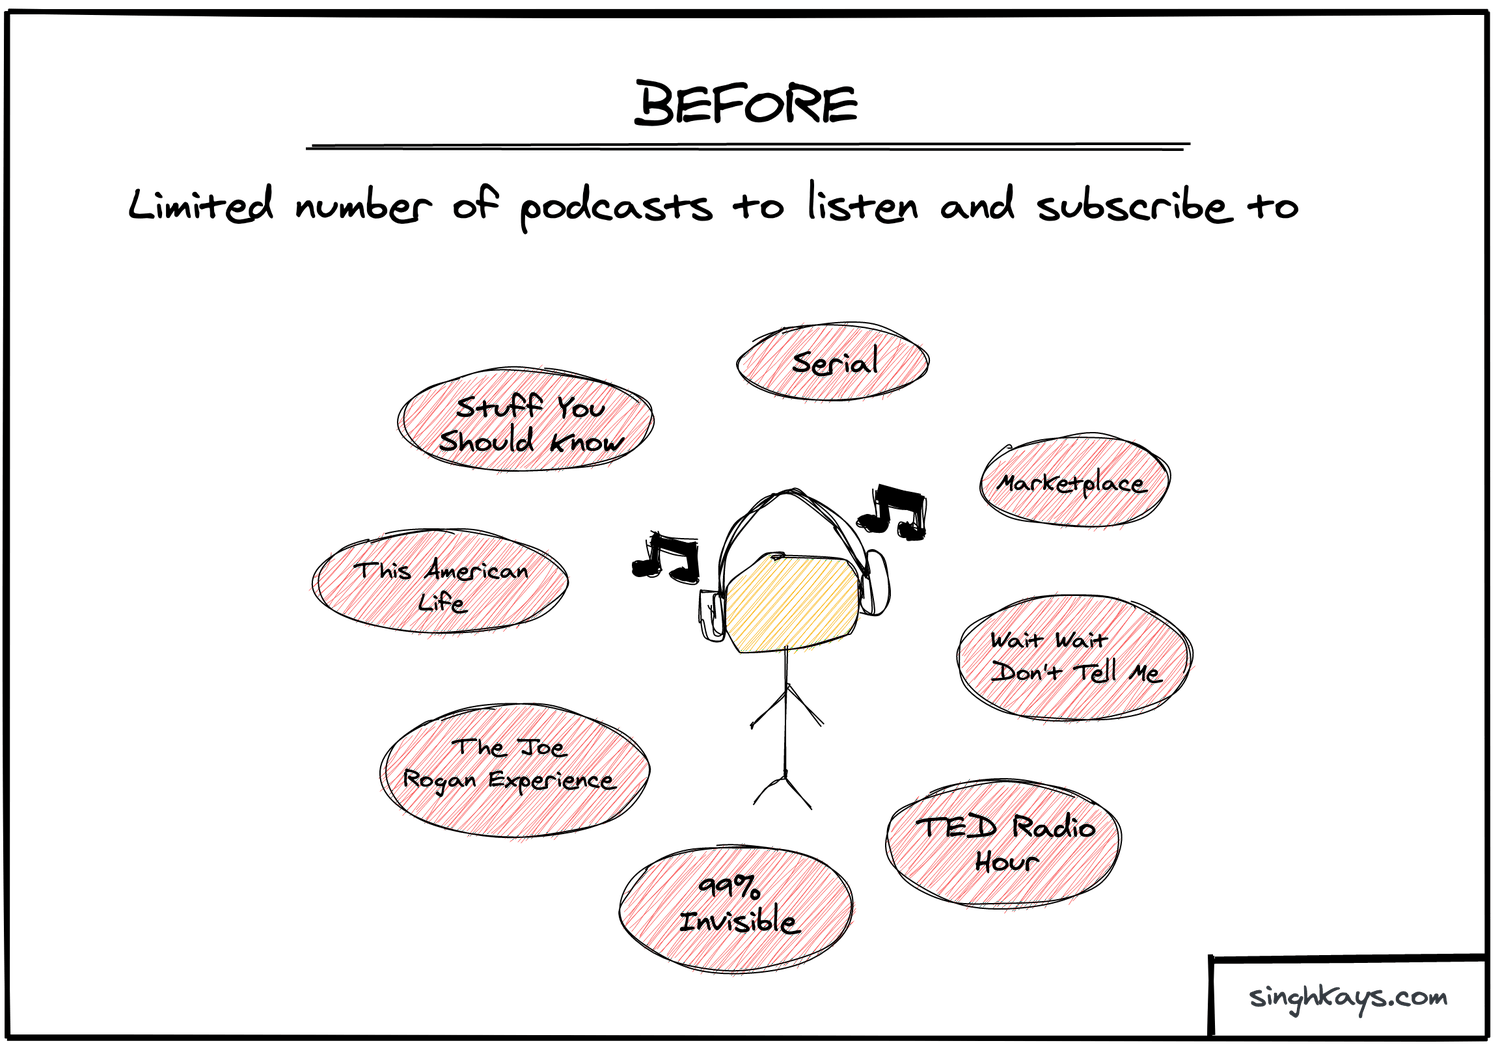 BEFORE
Limited number of podcasts to listen and subscribe to
Serial
Stuff You
Should Know
Marketplace
This American
Life
Wait Wait
Don't Tell Me
The Joe
Rogan Experience
TED Radio
Hour
99%
Invisible
singhkays.com